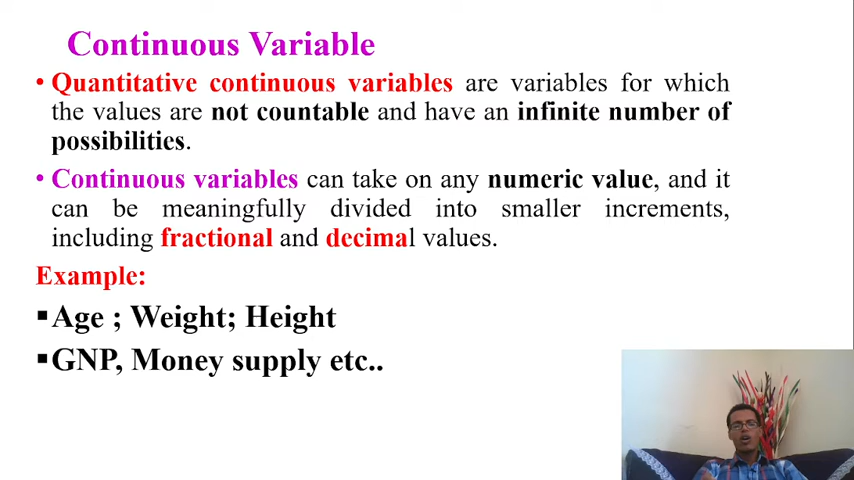 Continuous Variable
• Quantitative continuous variables are variables for which
the values are not countable and have an infinite number of
possibilities.
• Continuous variables can take on any numeric value, and it
can be meaningfully divided into smaller increments,
including fractional and decimal values.
Example:
▪Age ; Weight; Height
▪GNP, Money supply etc..